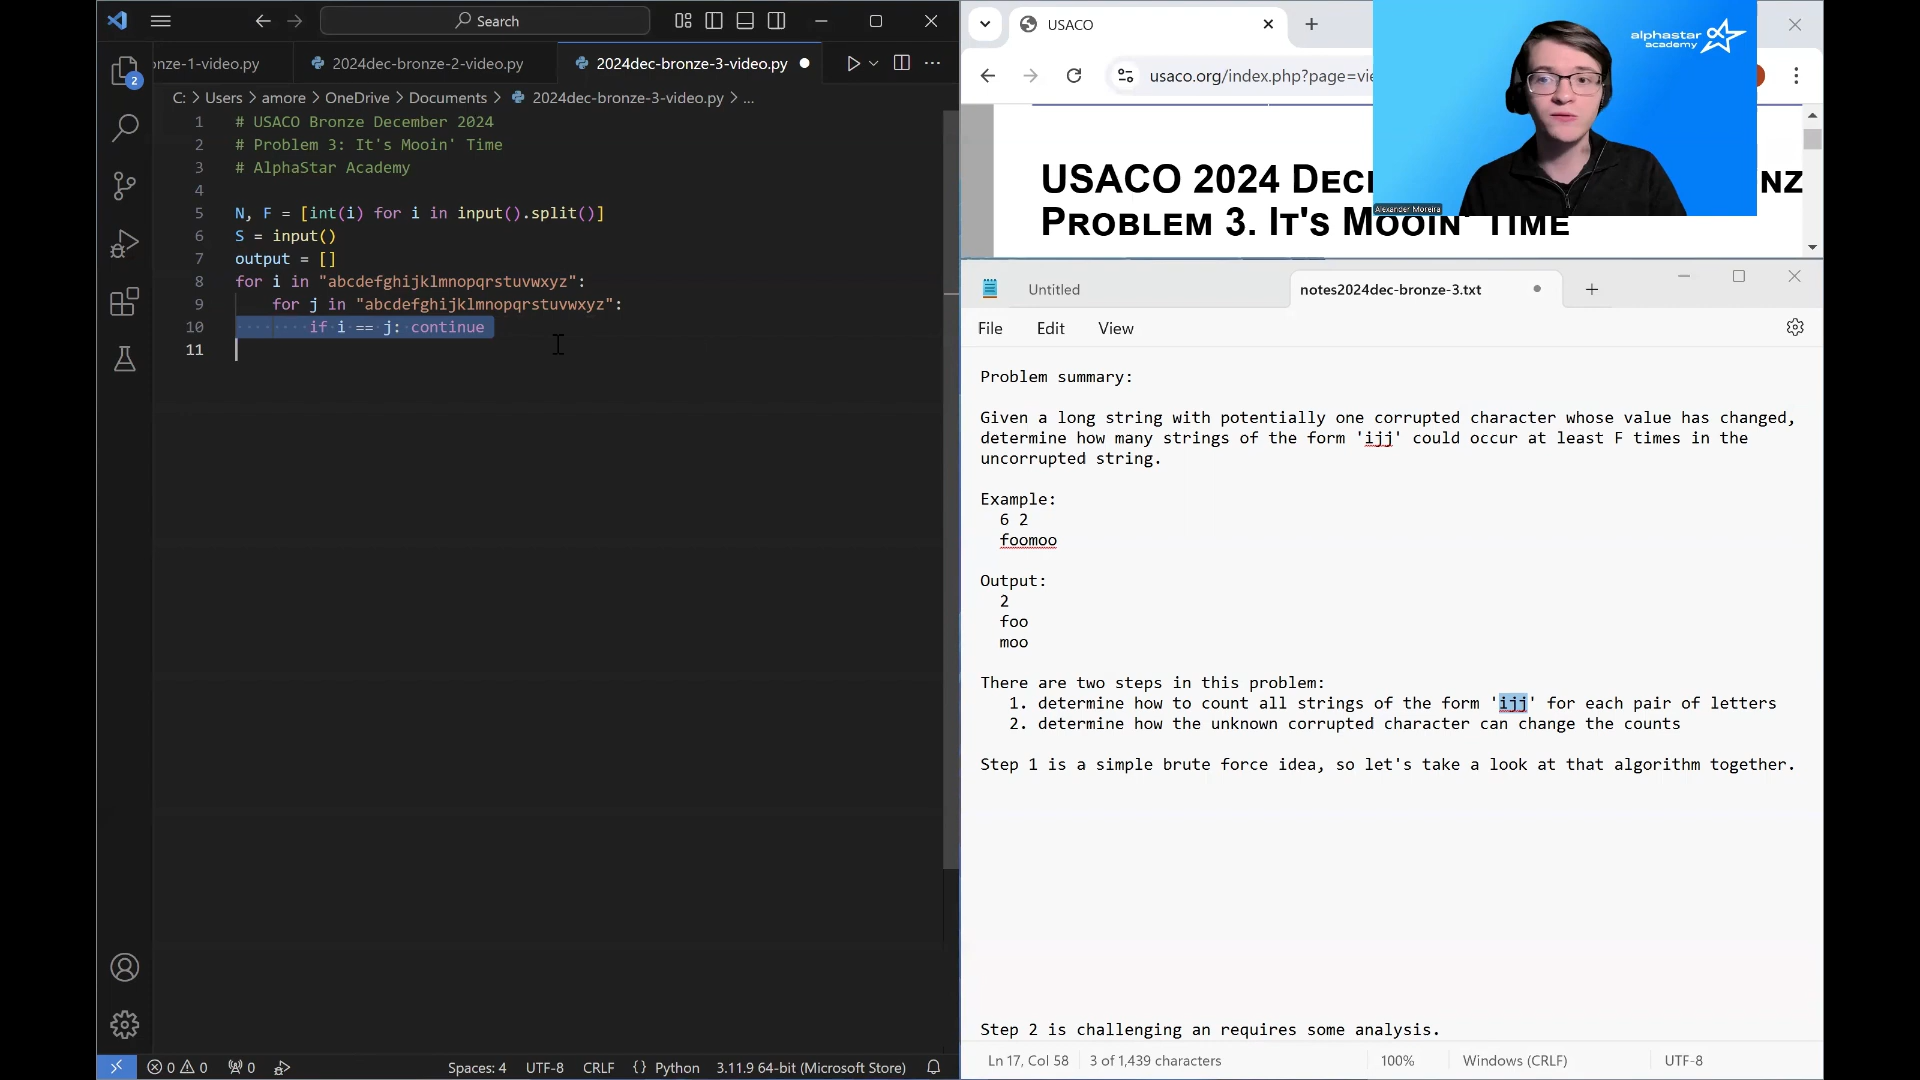 Search
nze-1-video.py
2024dec-bronze-2-video.py
2024dec-bronze-3-video.py
C: > Users > amore > OneDrive > Documents > 2024dec-bronze-3-video.py > ...
1 # USACO Bronze December 2024
2 # Problem 3: It's Mooin' Time
3 # AlphaStar Academy
4
5 N, F = [int(i) for i in input().split()]
6 S = input()
7 output = []
8 for i in "abcdefghijklmnopqrstuvwxyz":
9 for j in "abcdefghijklmnopqrstuvwxyz":
10 if i == j: continue
11
2
0 0 0 Spaces: 4 UTF-8 CRLF {} Python 3.11.9 64-bit (Microsoft Store)
USACO
usaco.org/index.php?page=vie
alphastar academy
Alexander Moreira
USACO 2024 DEC NZ
PROBLEM 3. IT'S MOOIN' TIME
Untitled
notes2024dec-bronze-3.txt
File Edit View
Problem summary:
Given a long string with potentially one corrupted character whose value has changed,
determine how many strings of the form 'ijj' could occur at least F times in the
uncorrupted string.
Example:
6 2
foomoo
Output:
2
foo
moo
There are two steps in this problem:
1. determine how to count all strings of the form 'ijj' for each pair of letters
2. determine how the unknown corrupted character can change the counts
Step 1 is a simple brute force idea, so let's take a look at that algorithm together.
Step 2 is challenging an requires some analysis.
Ln 17, Col 58 3 of 1,439 characters 100% Windows (CRLF) UTF-8